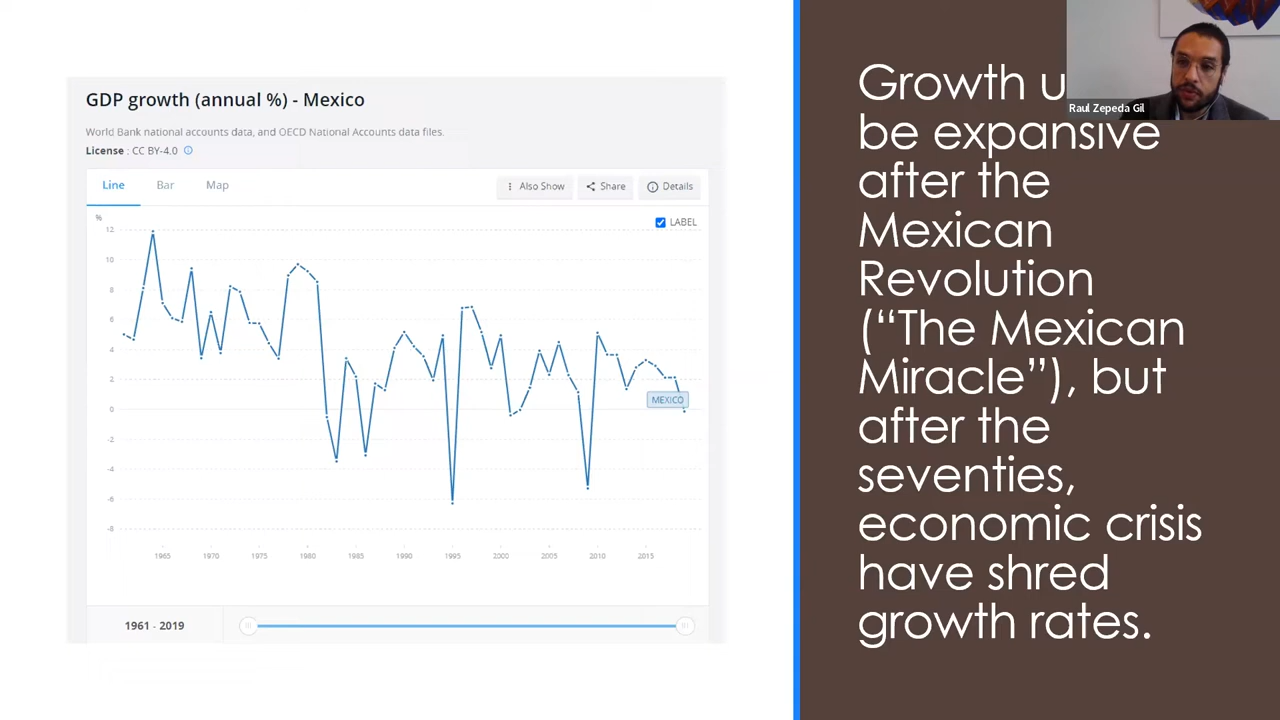 GDP growth (annual %) - Mexico
World Bank national accounts data, and OECD National Accounts data files.
License : CC BY-4.0
Line Bar Map Also Show Share Details
%
LABEL
12
10
8
6
4
2
0
-2
-4
-6
-8
MEXICO
1965 1970 1975 1980 1985 1990 1995 2000 2005 2010 2015
1961 - 2019
Growth
be expansive
after the
Mexican
Revolution
(“The Mexican
Miracle”), but
after the
seventies,
economic crisis
have shred
growth rates.
Raul Zepeda Gil